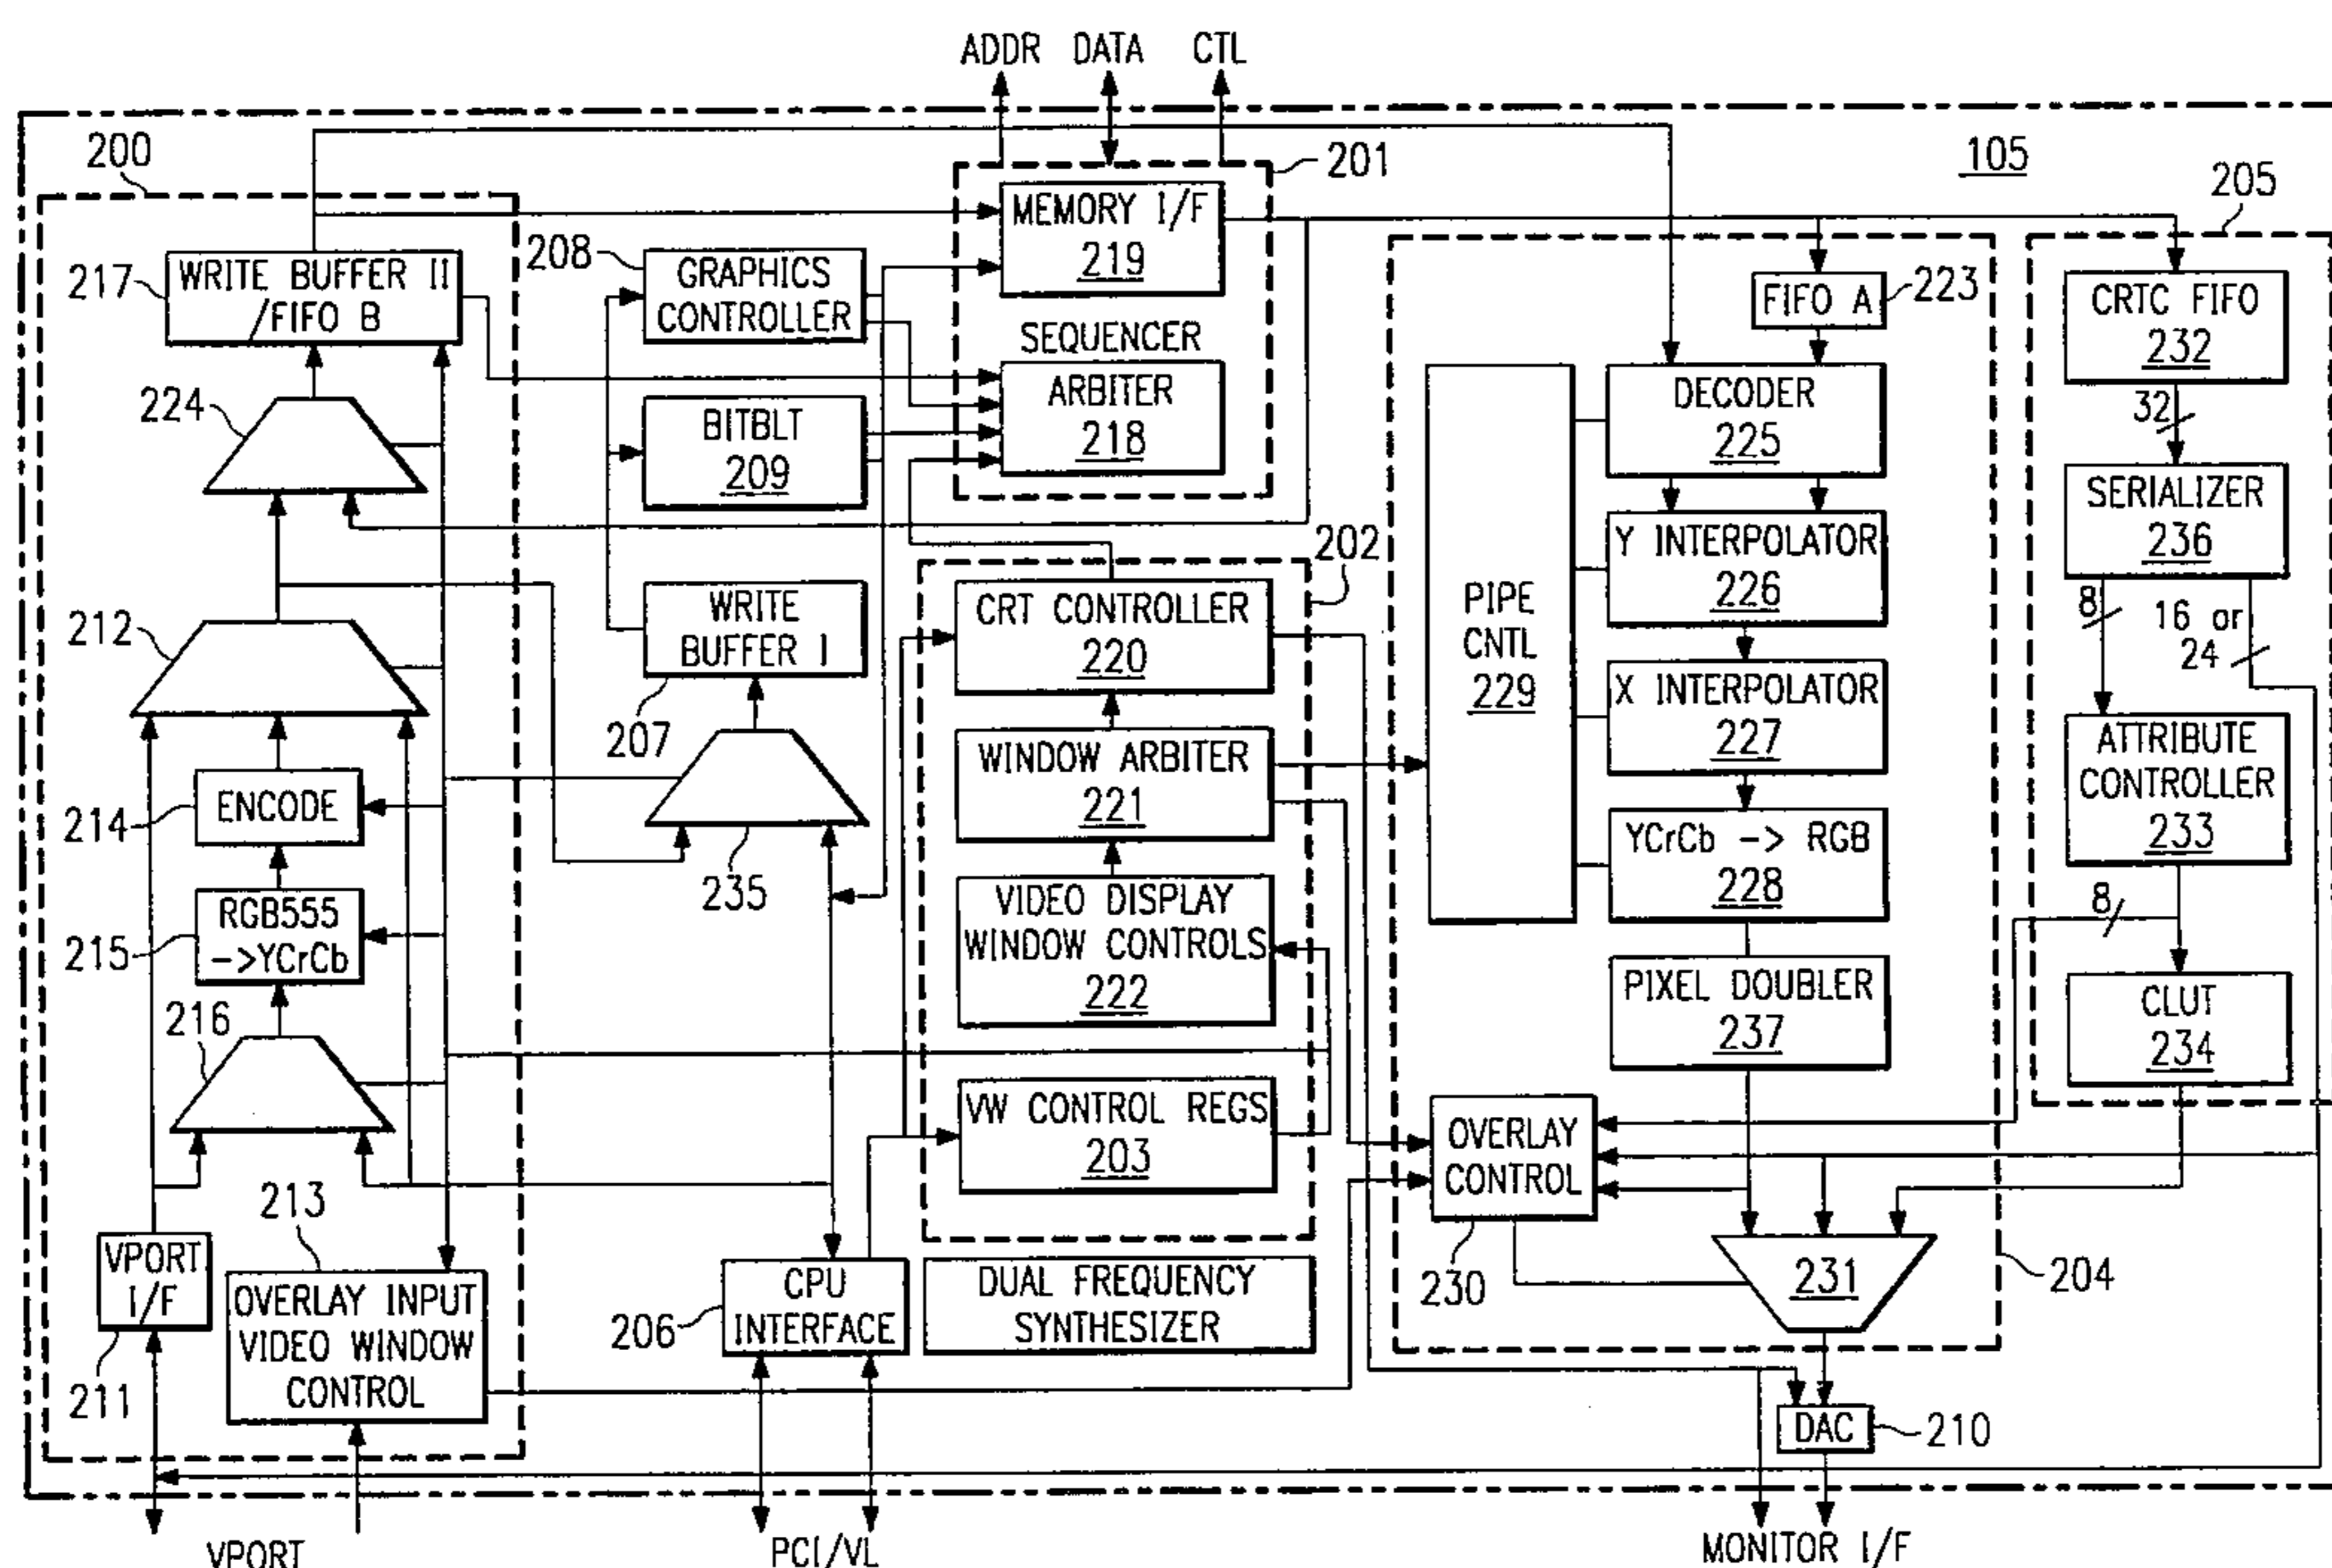 ADDR DATA CTL
200
201
105
205
MEMORY I/F
219
208
GRAPHICS
CONTROLLER
217
WRITE BUFFER II
/FIFO B
FIFO A
223
CRTC FIFO
232
SEQUENCER
ARBITER
218
224
BITBLT
209
DECODER
225
32
SERIALIZER
236
Y INTERPOLATOR
226
202
CRT CONTROLLER
220
WRITE
BUFFER I
207
212
PIPE
CNTL
229
8
16 or
24
X INTERPOLATOR
227
WINDOW ARBITER
221
ATTRIBUTE
CONTROLLER
233
214
ENCODE
235
YCrCb -> RGB
228
215
RGB555
->YCrCb
VIDEO DISPLAY
WINDOW CONTROLS
222
8
216
PIXEL DOUBLER
237
CLUT
234
VW CONTROL REGS
203
OVERLAY
CONTROL
230
213
VPORT
I/F
211
OVERLAY INPUT
VIDEO WINDOW
CONTROL
206
CPU
INTERFACE
DUAL FREQUENCY
SYNTHESIZER
231
204
DAC
210
VPORT
PCI/VL
MONITOR I/F